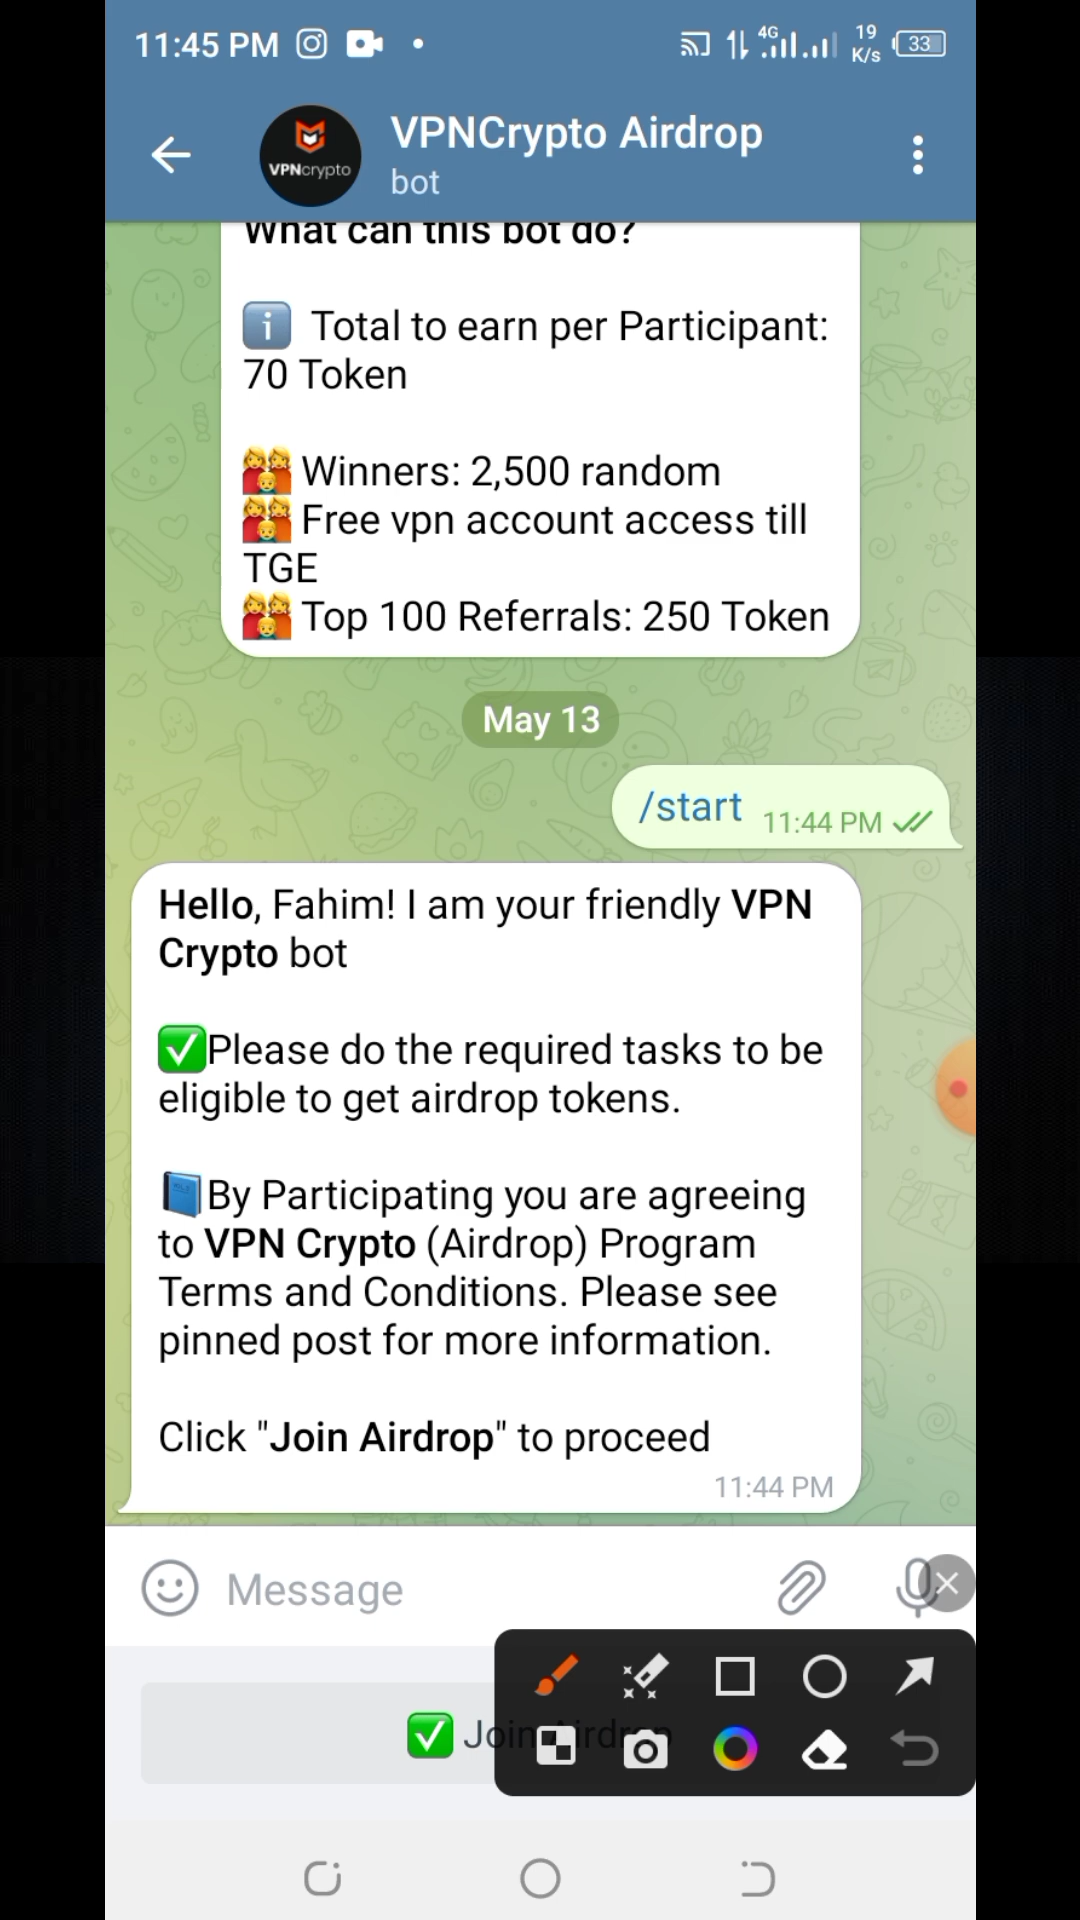 11:45 PM
4G
19
K/s
33
VPNcrypto
VPNCrypto Airdrop
bot
What can this bot do?
ℹ️ Total to earn per Participant:
70 Token
👨‍👩‍👦 Winners: 2,500 random
👨‍👩‍👦 Free vpn account access till
TGE
👨‍👩‍👦 Top 100 Referrals: 250 Token
May 13
/start 11:44 PM
Hello, Fahim! I am your friendly VPN
Crypto bot
✅Please do the required tasks to be
eligible to get airdrop tokens.
📘By Participating you are agreeing
to VPN Crypto (Airdrop) Program
Terms and Conditions. Please see
pinned post for more information.
Click "Join Airdrop" to proceed
11:44 PM
Message
✅ Join Airdrop